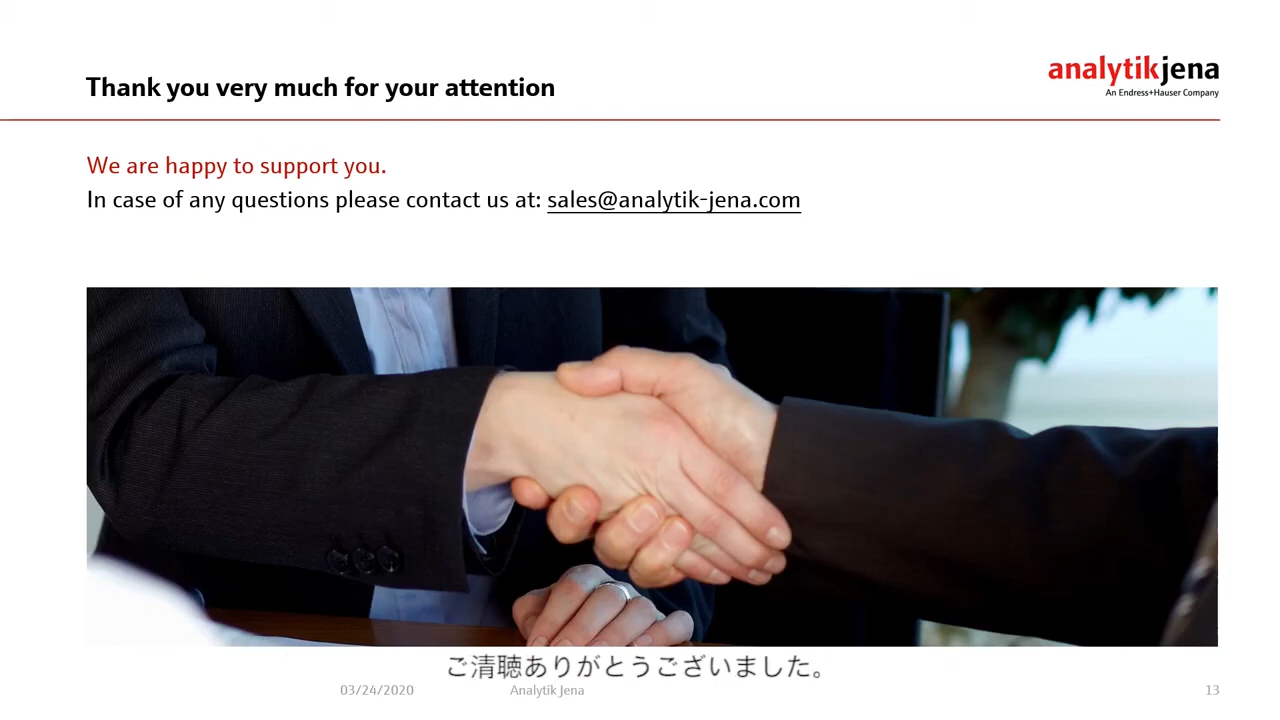 Thank you very much for your attention
analytikjena
An Endress+Hauser Company
We are happy to support you.
In case of any questions please contact us at: sales@analytik-jena.com
ご清聴ありがとうございました。
03/24/2020
Analytik Jena
13